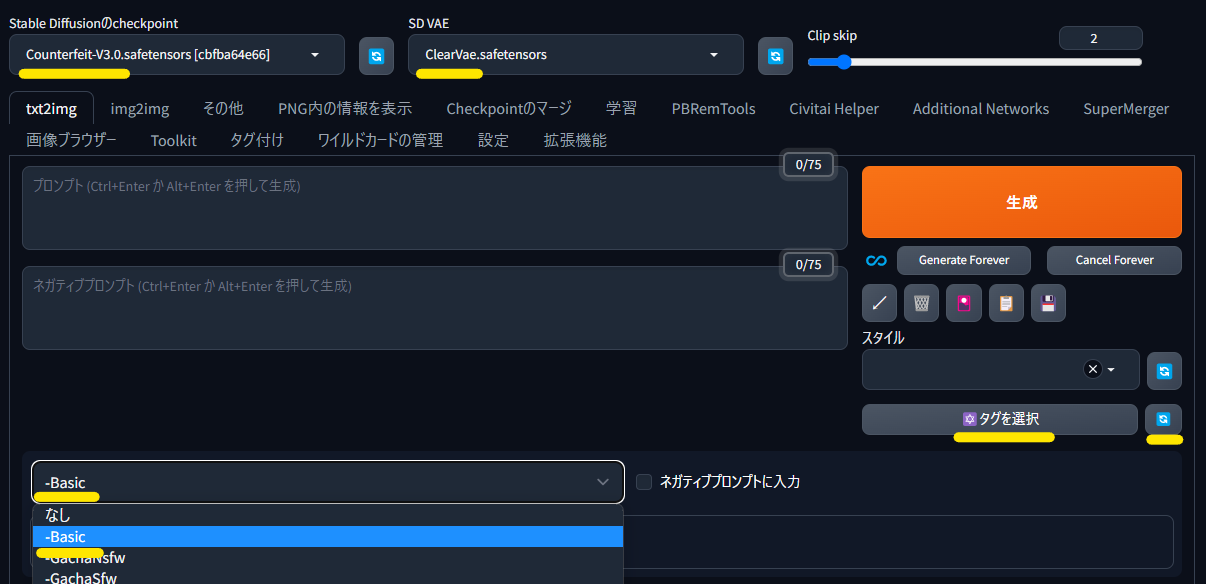 Stable Diffusionのcheckpoint
SD VAE
Clip skip
2
Counterfeit-V3.0.safetensors [cbfba64e66]
ClearVae.safetensors
txt2img img2img その他 PNG内の情報を表示 Checkpointのマージ 学習 PBRemTools Civitai Helper Additional Networks SuperMerger
画像ブラウザー Toolkit タグ付け ワイルドカードの管理 設定 拡張機能
0/75
プロンプト (Ctrl+Enter か Alt+Enter を押して生成)
生成
0/75
ネガティブプロンプト (Ctrl+Enter か Alt+Enter を押して生成)
Generate Forever
Cancel Forever
スタイル
タグを選択
-Basic
ネガティブプロンプトに入力
なし
-Basic
-GachaNsfw
-GachaSfw